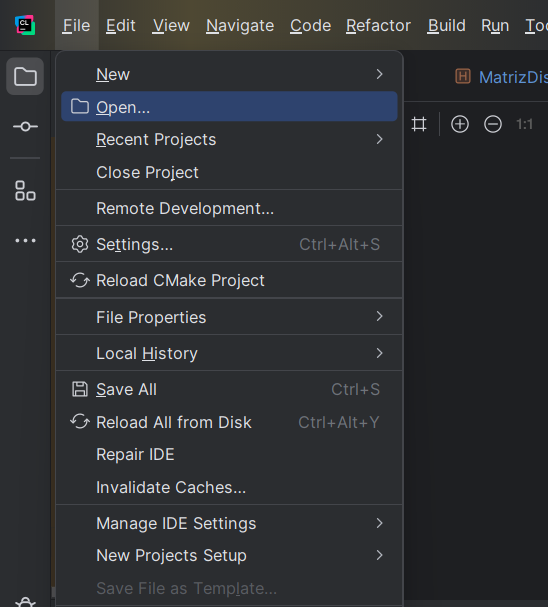 CL
File Edit View Navigate Code Refactor Build Run
New
H MatrizDis
Open...
1:1
Recent Projects
Close Project
Remote Development...
Settings... Ctrl+Alt+S
Reload CMake Project
File Properties
Local History
Save All Ctrl+S
Reload All from Disk Ctrl+Alt+Y
Repair IDE
Invalidate Caches...
Manage IDE Settings
New Projects Setup
Save File as Template...